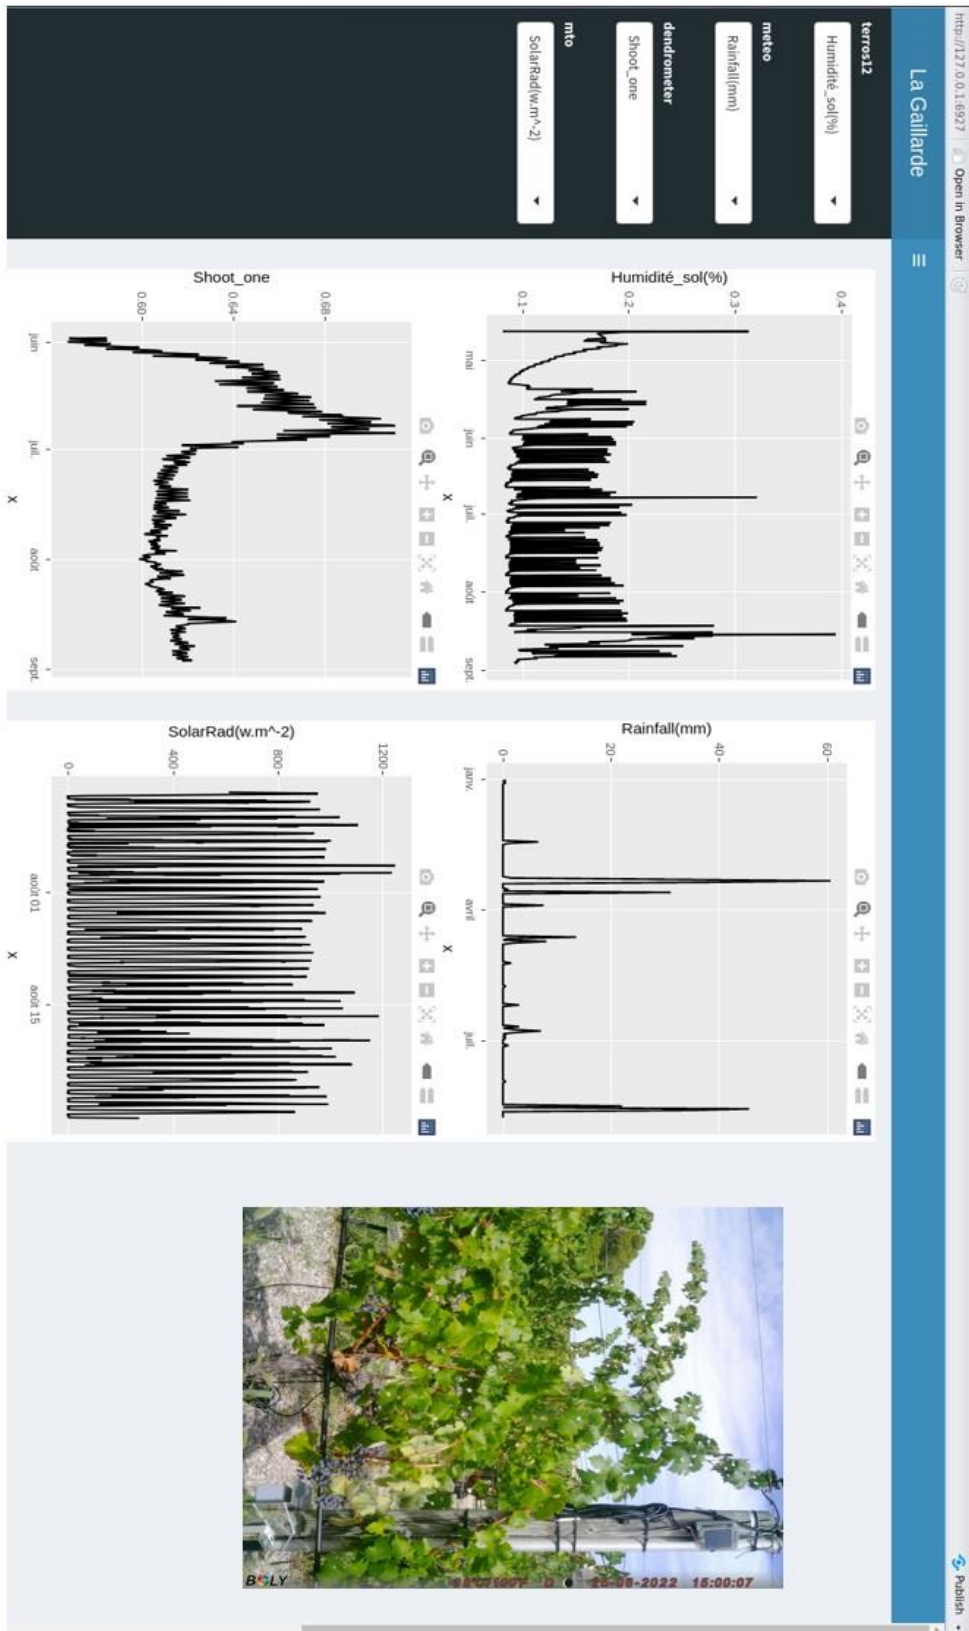 http://127.0.0.1:6927
Open in Browser
Publish
La Gaillarde
terros12
Humidité_sol(%)
meteo
Rainfall(mm)
dendrometer
Shoot_one
mto
SolarRad(w.m^-2)
Humidité_sol(%)
0.4
0.3
0.2
0.1
mai
juin
juil.
août
sept.
x
Rainfall(mm)
60
40
20
0
janv.
avril
juil.
x
Shoot_one
0.68
0.64
0.60
juin
juil.
août
sept.
x
SolarRad(w.m^-2)
1200
800
400
0
août 01
août 15
x
BOLY
26-08-2022 15:00:07